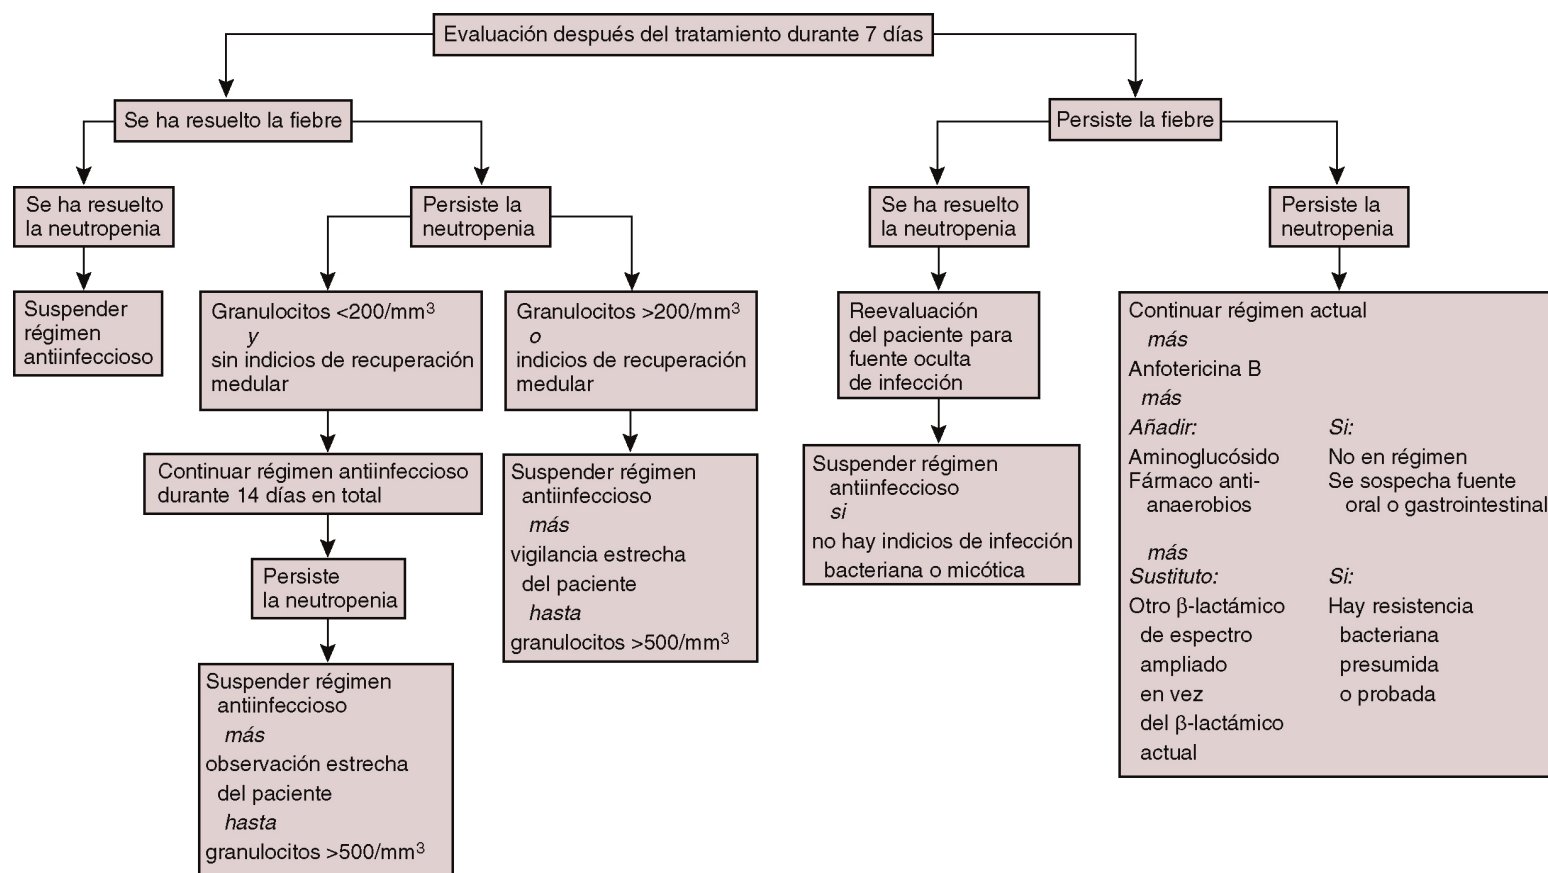 Evaluación después del tratamiento durante 7 días
Se ha resuelto la fiebre
Persiste la fiebre
Se ha resuelto
la neutropenia
Persiste la
neutropenia
Se ha resuelto
la neutropenia
Persiste la
neutropenia
Suspender
régimen
antiinfeccioso
Granulocitos <200/mm³
y
sin indicios de recuperación
medular
Granulocitos >200/mm³
o
indicios de recuperación
medular
Reevaluación
del paciente para
fuente oculta
de infección
Continuar régimen actual
más
Anfotericina B
más
Añadir: Si:
Aminoglucósido No en régimen
Fármaco anti- Se sospecha fuente
anaerobios oral o gastrointestinal
más
Sustituto: Si:
Otro β-lactámico Hay resistencia
de espectro bacteriana
ampliado presumida
en vez o probada
del β-lactámico
actual
Continuar régimen antiinfeccioso
durante 14 días en total
Suspender régimen
antiinfeccioso
más
vigilancia estrecha
del paciente
hasta
granulocitos >500/mm³
Suspender régimen
antiinfeccioso
si
no hay indicios de infección
bacteriana o micótica
Persiste
la neutropenia
Suspender régimen
antiinfeccioso
más
observación estrecha
del paciente
hasta
granulocitos >500/mm³